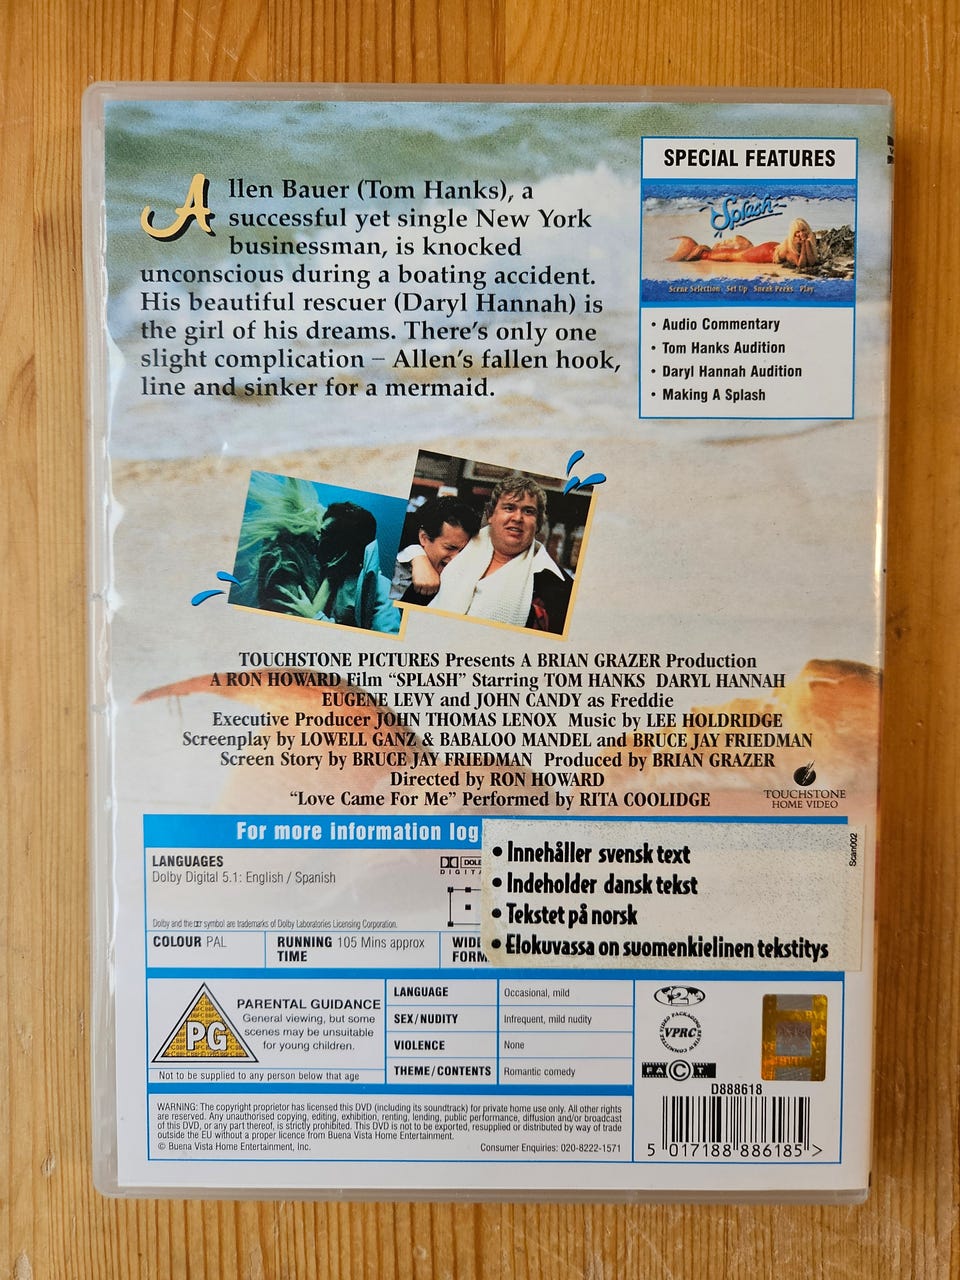 Allen Bauer (Tom Hanks), a
successful yet single New York
businessman, is knocked
unconscious during a boating accident.
His beautiful rescuer (Daryl Hannah) is
the girl of his dreams. There's only one
slight complication – Allen's fallen hook,
line and sinker for a mermaid.
SPECIAL FEATURES
Splash
Scene Selection Set Up Sneak Peeks Play
• Audio Commentary
• Tom Hanks Audition
• Daryl Hannah Audition
• Making A Splash
TOUCHSTONE PICTURES Presents A BRIAN GRAZER Production
A RON HOWARD Film “SPLASH” Starring TOM HANKS DARYL HANNAH
EUGENE LEVY and JOHN CANDY as Freddie
Executive Producer JOHN THOMAS LENOX Music by LEE HOLDRIDGE
Screenplay by LOWELL GANZ & BABALOO MANDEL and BRUCE JAY FRIEDMAN
Screen Story by BRUCE JAY FRIEDMAN Produced by BRIAN GRAZER
Directed by RON HOWARD
“Love Came For Me” Performed by RITA COOLIDGE
TOUCHSTONE
HOME VIDEO
For more information log
LANGUAGES
Dolby Digital 5.1: English / Spanish
Dolby and the symbol are trademarks of Dolby Laboratories Licensing Corporation.
• Innehåller svensk text
• Indeholder dansk tekst
• Tekstet på norsk
• Elokuvassa on suomenkielinen tekstitys
Scan002
COLOUR PAL
RUNNING TIME 105 Mins approx
PG
PARENTAL GUIDANCE
General viewing, but some
scenes may be unsuitable
for young children.
Not to be supplied to any person below that age
LANGUAGE Occasional, mild
SEX/NUDITY Infrequent, mild nudity
VIOLENCE None
THEME/CONTENTS Romantic comedy
2
VIDEO PACKAGING REVIEW COMMITTEE
VPRC
FACT
D888618
5 017188 886185 >
WARNING: The copyright proprietor has licensed this DVD (including its soundtrack) for private home use only. All other rights
are reserved. Any unauthorised copying, editing, exhibition, renting, lending, public performance, diffusion and/or broadcast
of this DVD, or any part thereof, is strictly prohibited. This DVD is not to be exported, resupplied or distributed by way of trade
outside the EU without a proper licence from Buena Vista Home Entertainment.
© Buena Vista Home Entertainment, Inc.
Consumer Enquiries: 020-8222-1571